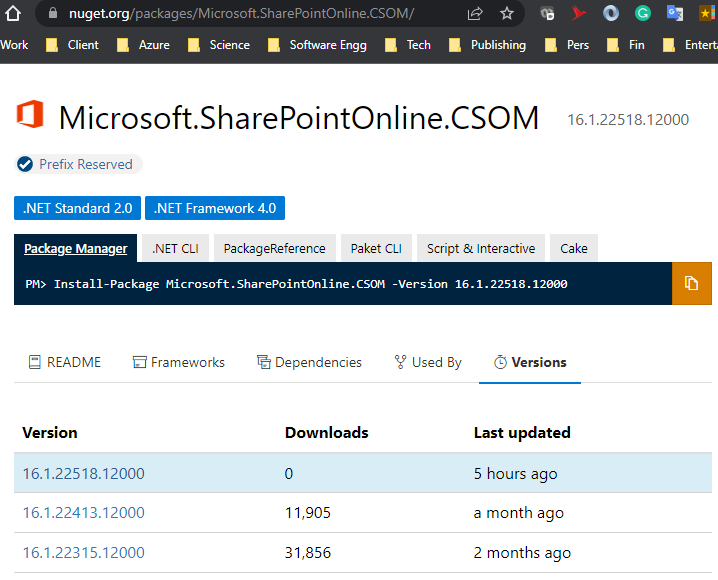 nuget.org/packages/Microsoft.SharePointOnline.CSOM/
Work Client Azure Science Software Engg Tech Publishing Pers Fin Enterta
Microsoft.SharePointOnline.CSOM 16.1.22518.12000
Prefix Reserved
.NET Standard 2.0 .NET Framework 4.0
Package Manager .NET CLI PackageReference Paket CLI Script & Interactive Cake
PM> Install-Package Microsoft.SharePointOnline.CSOM -Version 16.1.22518.12000
README Frameworks Dependencies Used By Versions
Version Downloads Last updated
16.1.22518.12000 0 5 hours ago
16.1.22413.12000 11,905 a month ago
16.1.22315.12000 31,856 2 months ago